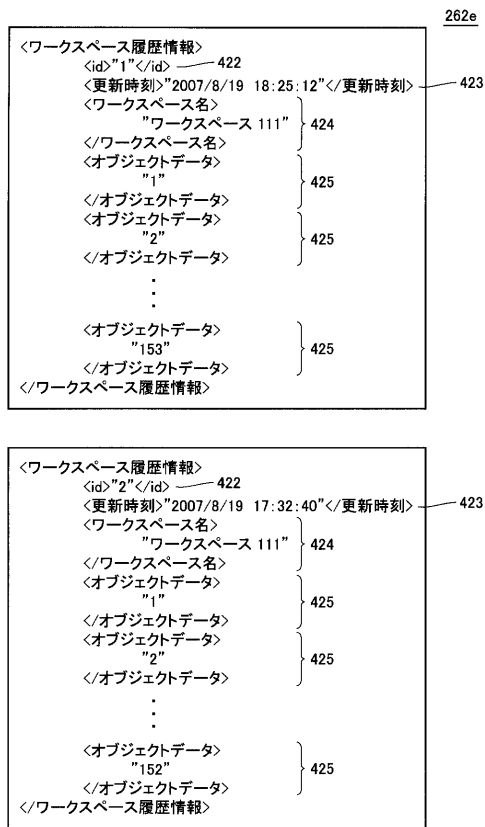 262e
<ワークスペース履歴情報>
<id>"1"</id> 422
<更新時刻>"2007/8/19 18:25:12"</更新時刻> 423
<ワークスペース名>
"ワークスペース 111" 424
</ワークスペース名>
<オブジェクトデータ>
"1" 425
</オブジェクトデータ>
<オブジェクトデータ>
"2" 425
</オブジェクトデータ>
<オブジェクトデータ>
"153" 425
</オブジェクトデータ>
</ワークスペース履歴情報>
<ワークスペース履歴情報>
<id>"2"</id> 422
<更新時刻>"2007/8/19 17:32:40"</更新時刻> 423
<ワークスペース名>
"ワークスペース 111" 424
</ワークスペース名>
<オブジェクトデータ>
"1" 425
</オブジェクトデータ>
<オブジェクトデータ>
"2" 425
</オブジェクトデータ>
<オブジェクトデータ>
"152" 425
</オブジェクトデータ>
</ワークスペース履歴情報>